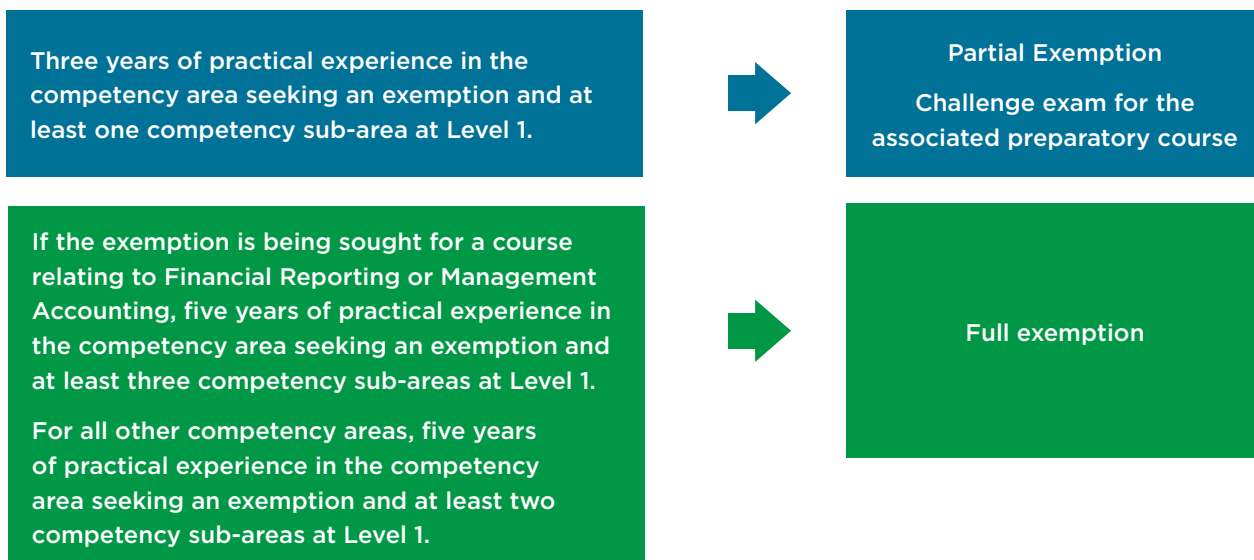 Three years of practical experience in the
competency area seeking an exemption and at
least one competency sub-area at Level 1.
Partial Exemption
Challenge exam for the
associated preparatory course
If the exemption is being sought for a course
relating to Financial Reporting or Management
Accounting, five years of practical experience in
the competency area seeking an exemption and
at least three competency sub-areas at Level 1.
For all other competency areas, five years
of practical experience in the competency
area seeking an exemption and at least two
competency sub-areas at Level 1.
Full exemption